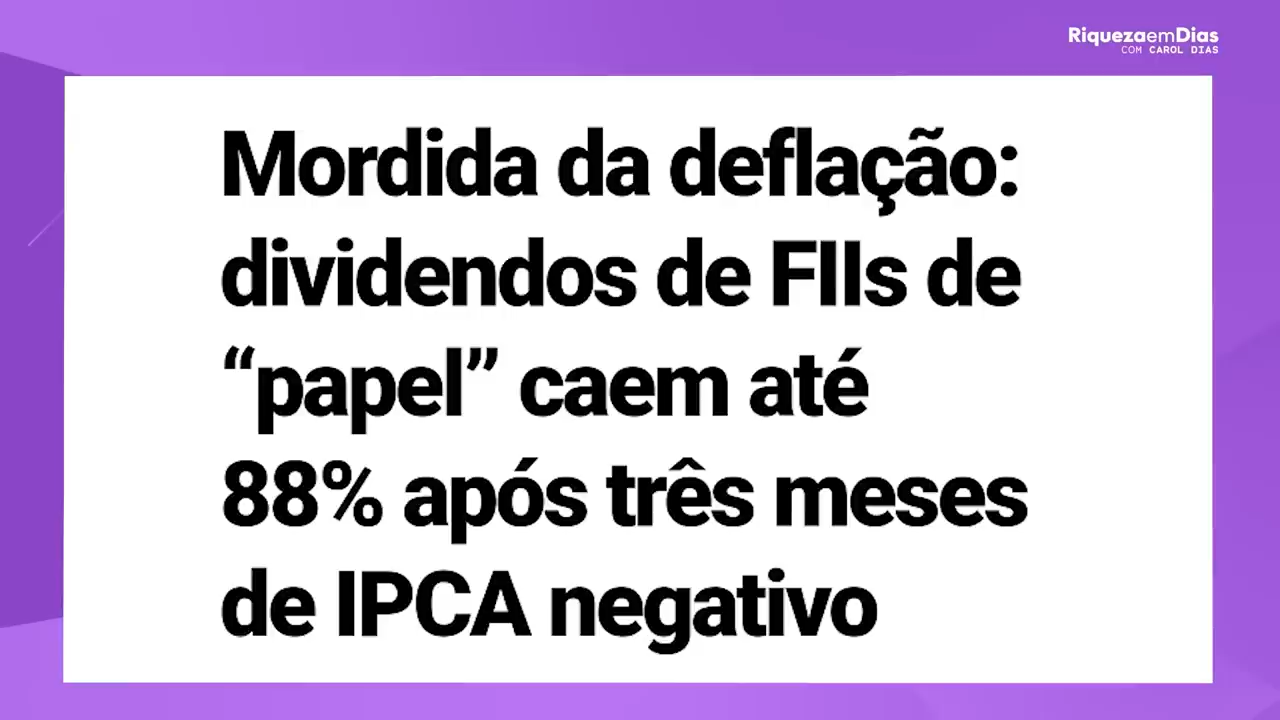 RiquezaemDias
COM CAROL DIAS
Mordida da deflação:
dividendos de FIIs de
“papel” caem até
88% após três meses
de IPCA negativo